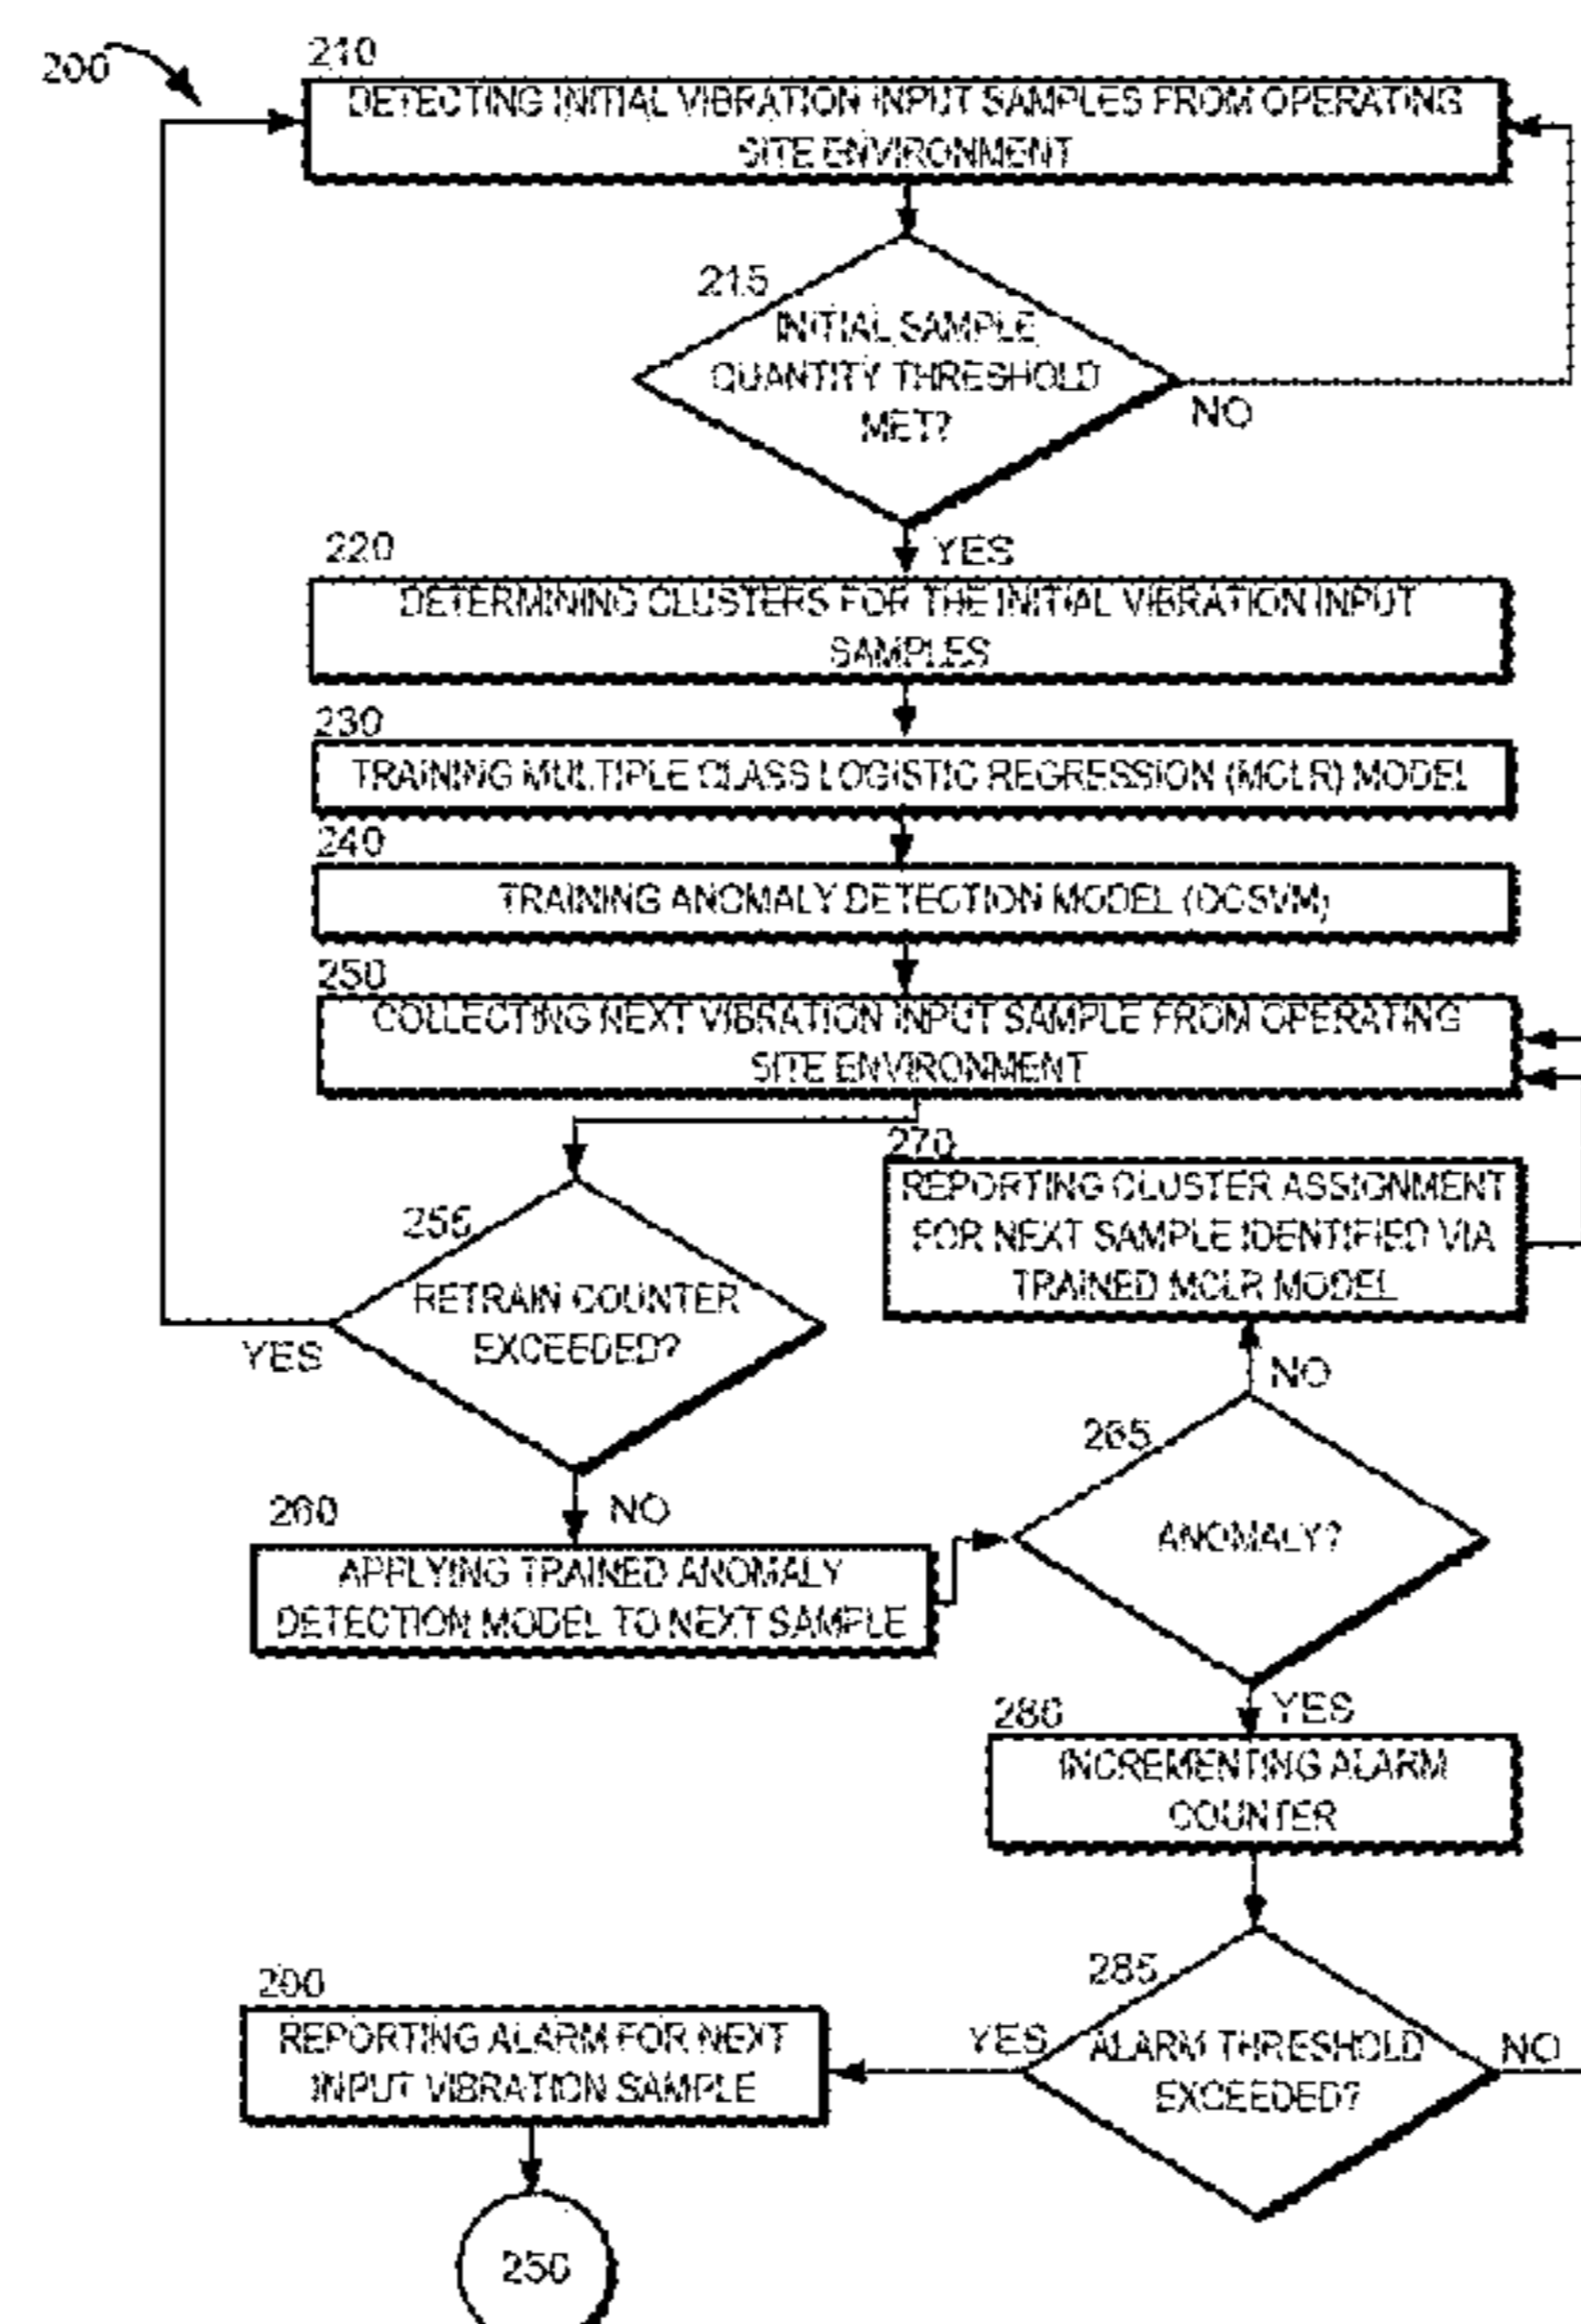 200
210
DETECTING INITIAL VIBRATION INPUT SAMPLES FROM OPERATING
SITE ENVIRONMENT
215
INITIAL SAMPLE
QUANTITY THRESHOLD
MET?
NO
YES
220
DETERMINING CLUSTERS FOR THE INITIAL VIBRATION INPUT
SAMPLES
230
TRAINING MULTIPLE CLASS LOGISTIC REGRESSION (MCLR) MODEL
240
TRAINING ANOMALY DETECTION MODEL (OCSVM)
250
COLLECTING NEXT VIBRATION INPUT SAMPLE FROM OPERATING
SITE ENVIRONMENT
270
REPORTING CLUSTER ASSIGNMENT
FOR NEXT SAMPLE IDENTIFIED VIA
TRAINED MCLR MODEL
255
RETRAIN COUNTER
EXCEEDED?
YES
NO
NO
265
ANOMALY?
260
APPLYING TRAINED ANOMALY
DETECTION MODEL TO NEXT SAMPLE
YES
280
INCREMENTING ALARM
COUNTER
285
ALARM THRESHOLD
EXCEEDED?
YES
NO
290
REPORTING ALARM FOR NEXT
INPUT VIBRATION SAMPLE
250